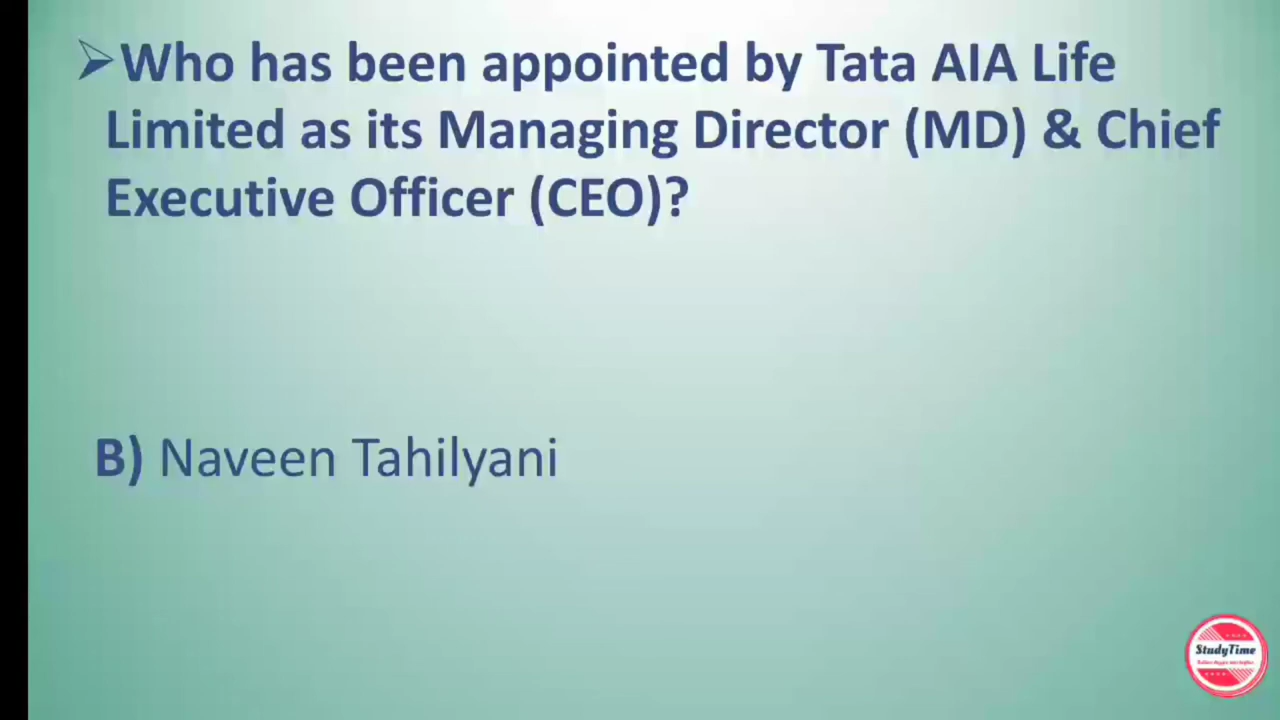 ➢Who has been appointed by Tata AIA Life
Limited as its Managing Director (MD) & Chief
Executive Officer (CEO)?
B) Naveen Tahilyani
StudyTime